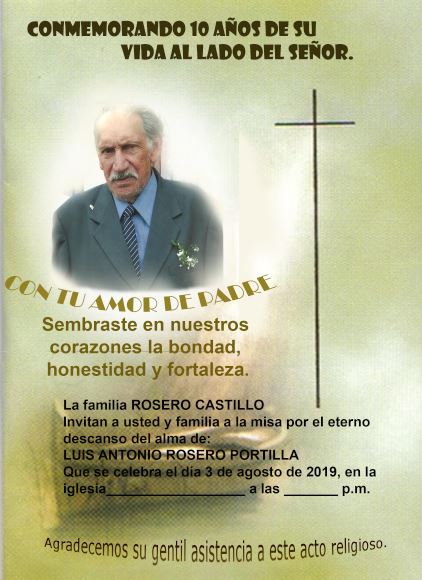 CONMEMORANDO 10 AÑOS DE SU
VIDA AL LADO DEL SEÑOR.
CON TU AMOR DE PADRE
Sembraste en nuestros
corazones la bondad,
honestidad y fortaleza.
La familia ROSERO CASTILLO
Invitan a usted y familia a la misa por el eterno
descanso del alma de:
LUIS ANTONIO ROSERO PORTILLA
Que se celebra el día 3 de agosto de 2019, en la
iglesia___________________ a las _______ p.m.
Agradecemos su gentil asistencia a este acto religioso.